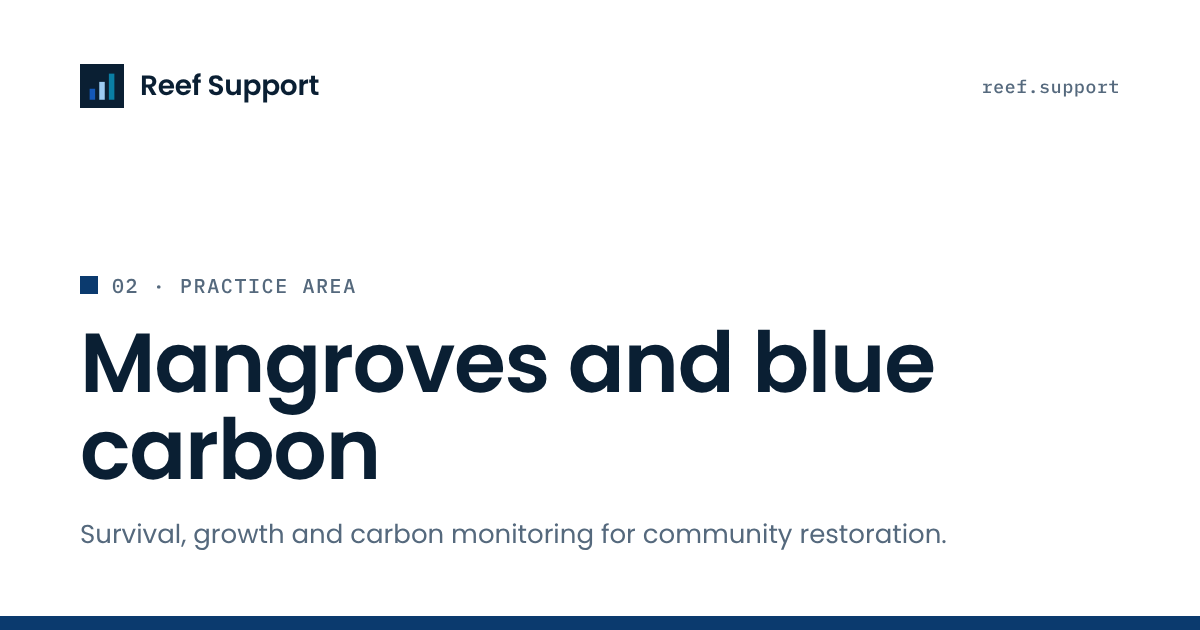 Reef Support
reef.support
02 · PRACTICE AREA
Mangroves and blue
carbon
Survival, growth and carbon monitoring for community restoration.